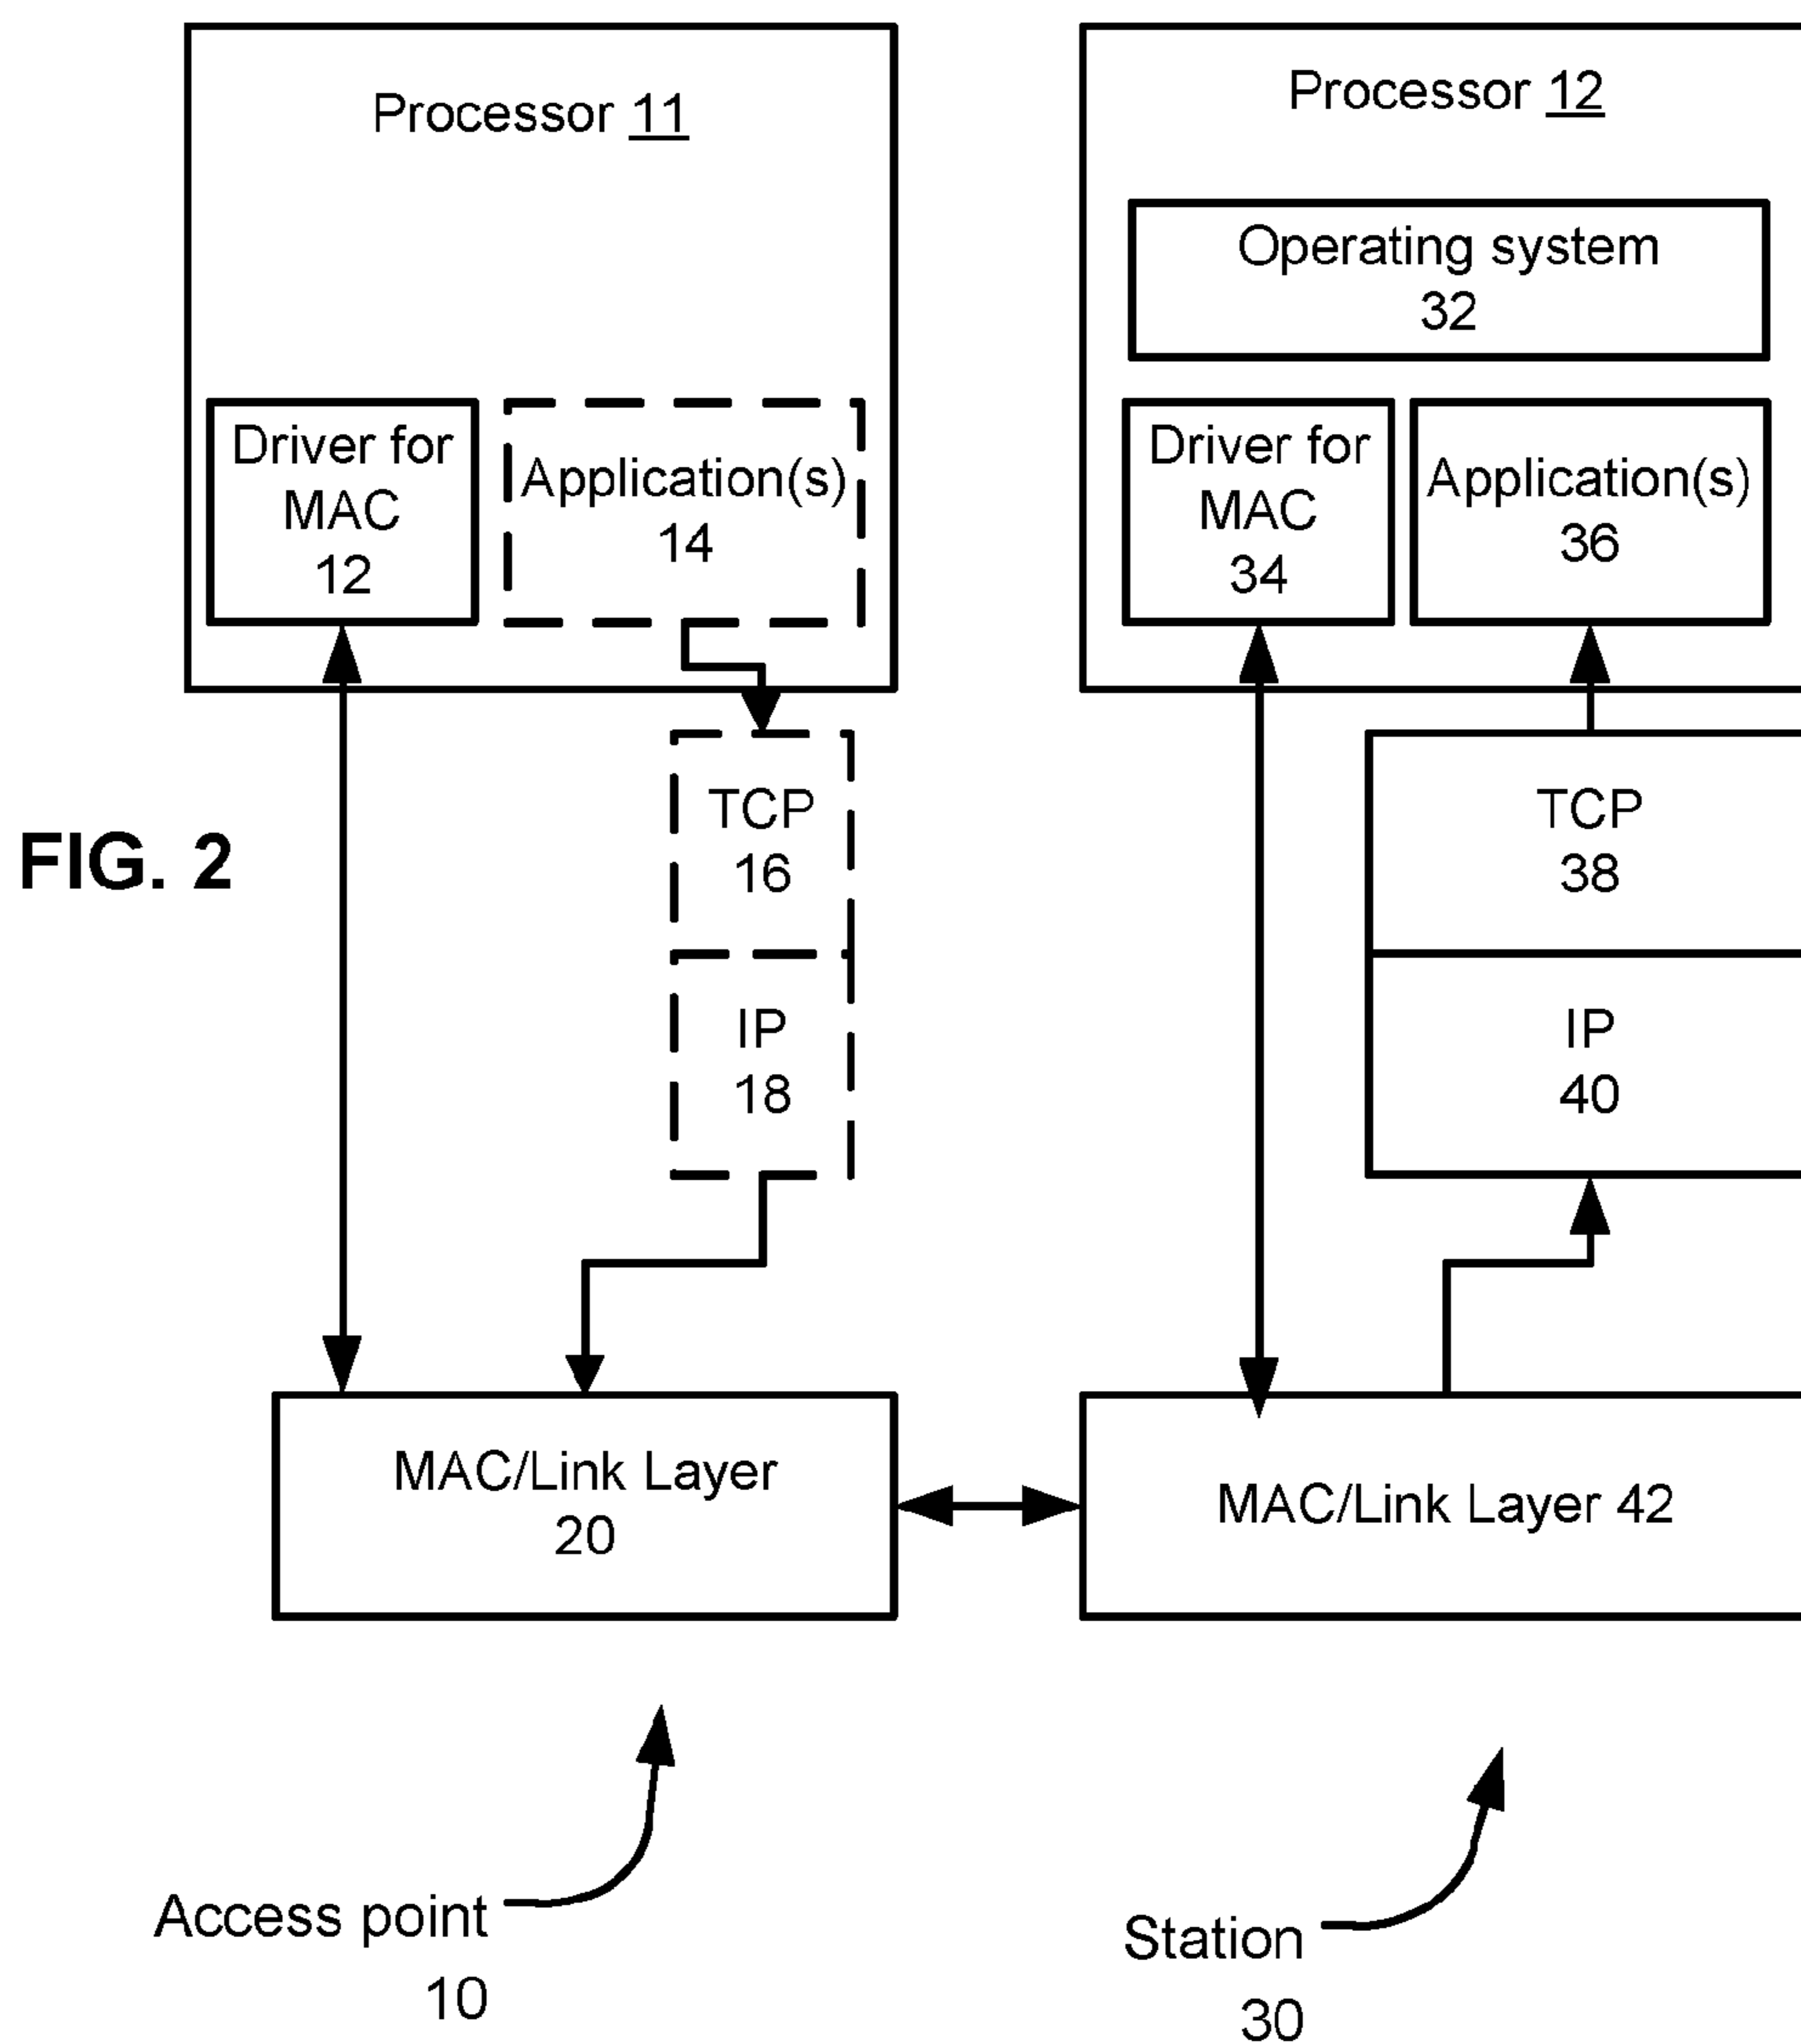 Processor 11
Driver for
MAC
12
Application(s)
14
TCP
16
IP
18
MAC/Link Layer
20
Access point
10
FIG. 2
Processor 12
Operating system
32
Driver for
MAC
34
Application(s)
36
TCP
38
IP
40
MAC/Link Layer 42
Station
30